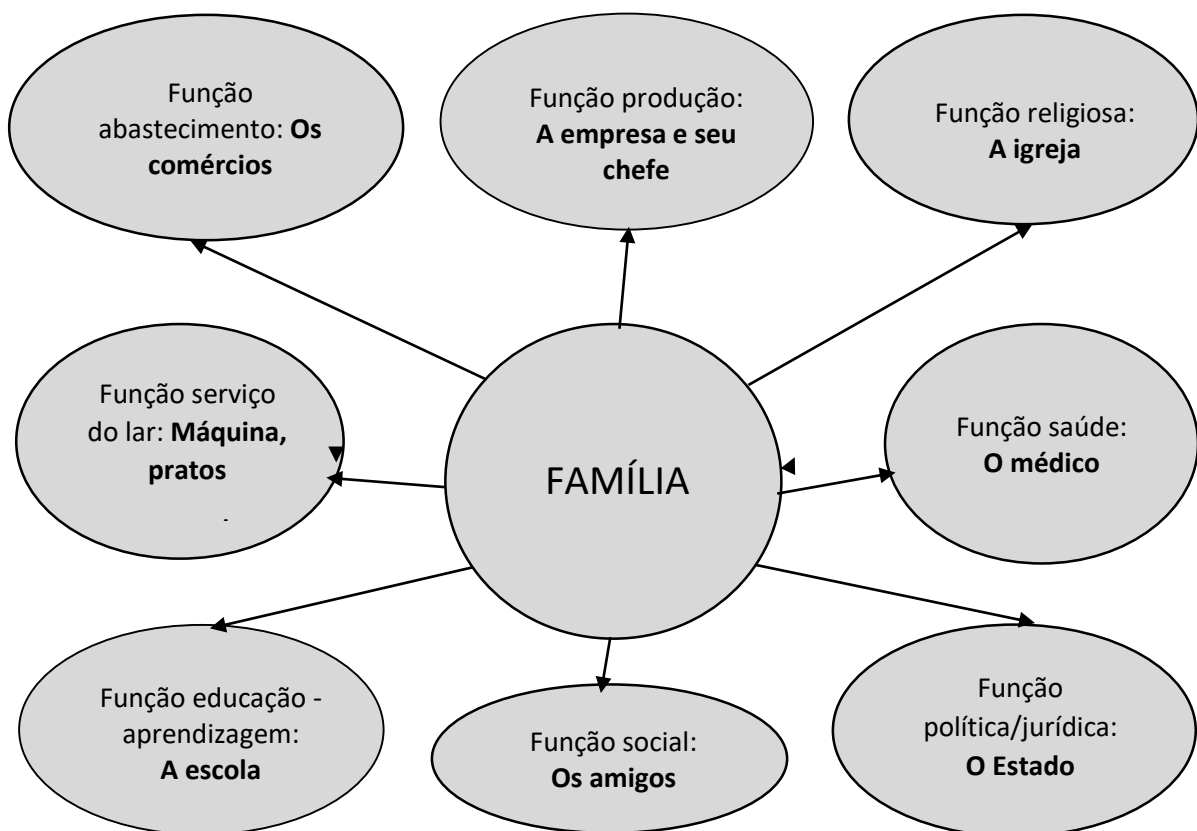 Função
abastecimento: Os
comércios
Função produção:
A empresa e seu
chefe
Função religiosa:
A igreja
Função serviço
do lar: Máquina,
pratos
FAMÍLIA
Função saúde:
O médico
Função educação -
aprendizagem:
A escola
Função social:
Os amigos
Função
política/jurídica:
O Estado